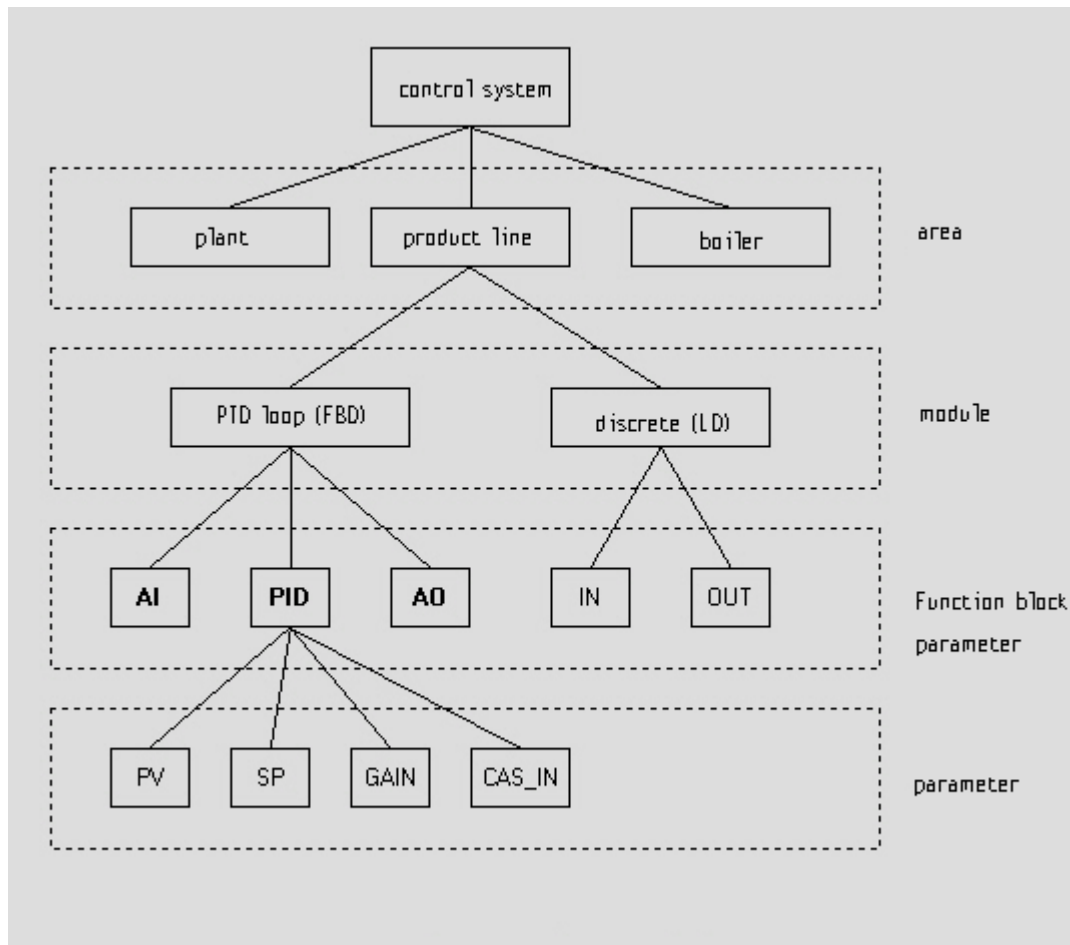 control system
plant
product line
boiler
area
PID loop (FBD)
discrete (LD)
module
AI
PID
AO
IN
OUT
Function block
parameter
PV
SP
GAIN
CAS_IN
parameter